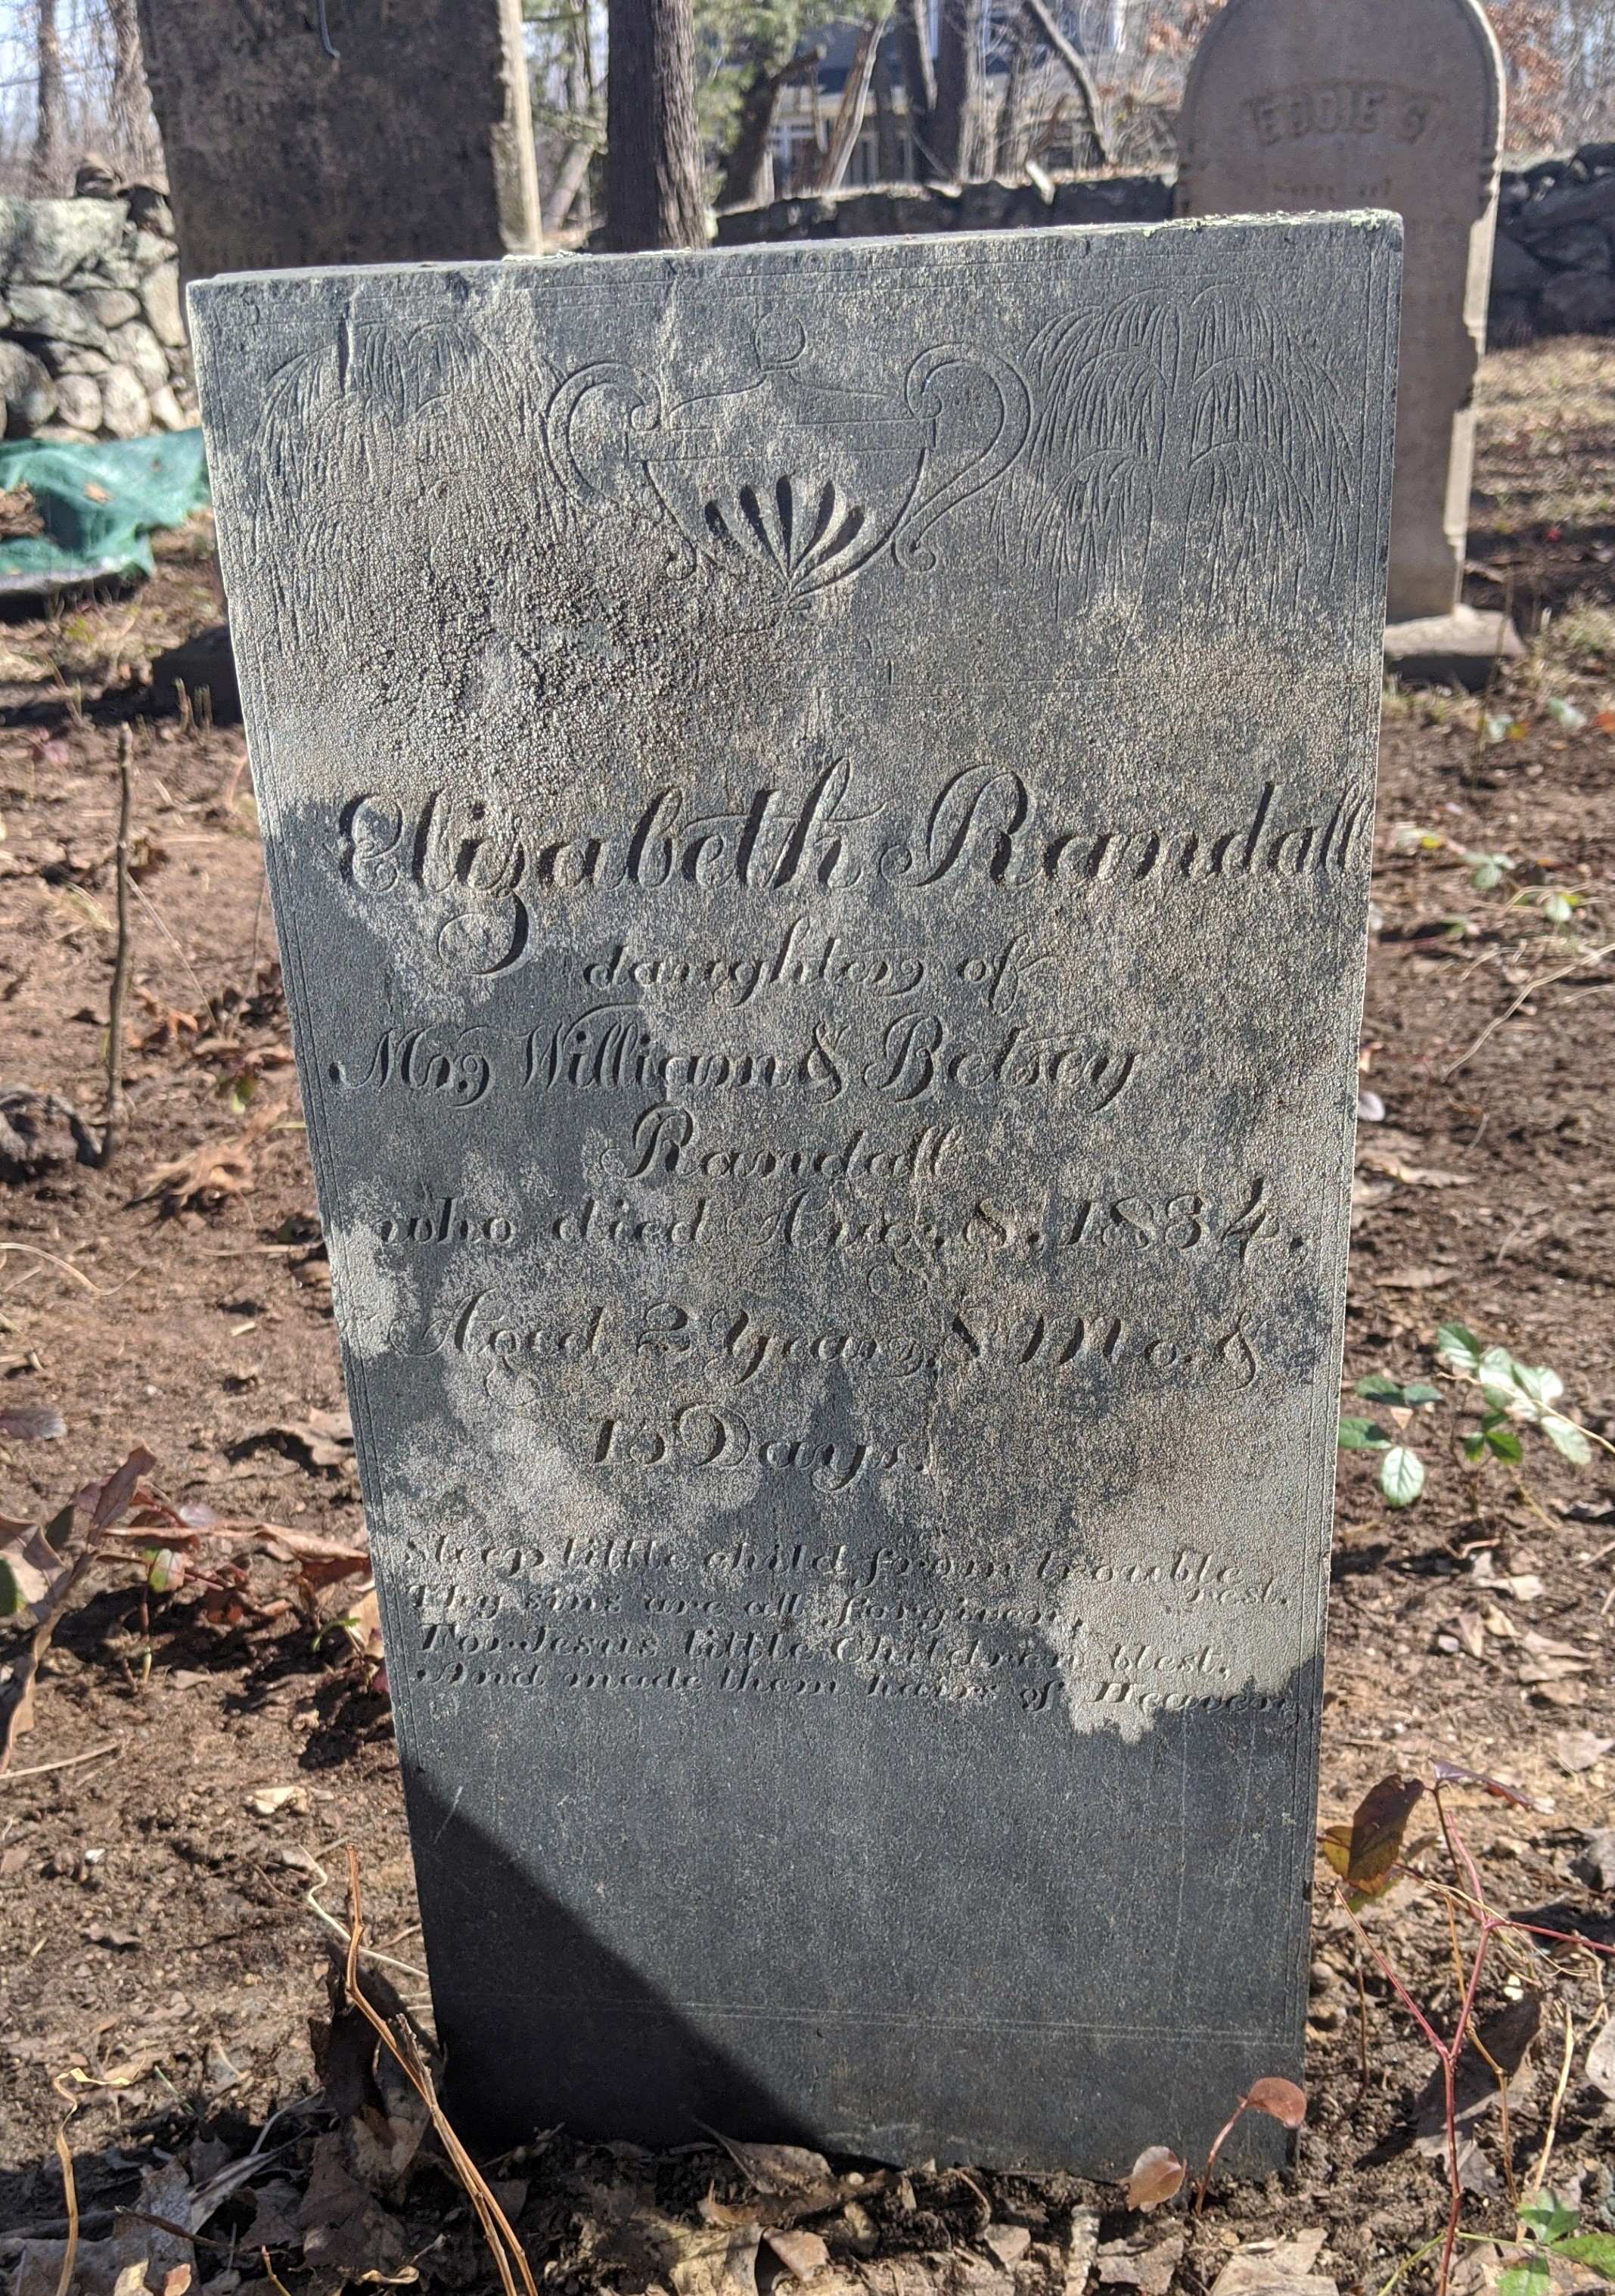 EDDIE S
Elizabeth Randall
daughter of
Mr William & Betsey
Randall
who died Aug. 8, 1834,
Aged 2 Years, 8 Mo. &
15 Days.
Sleep little child from trouble
rest.
Thy sins are all forgiven,
For Jesus little Children blest,
And made them hairs of Heaven